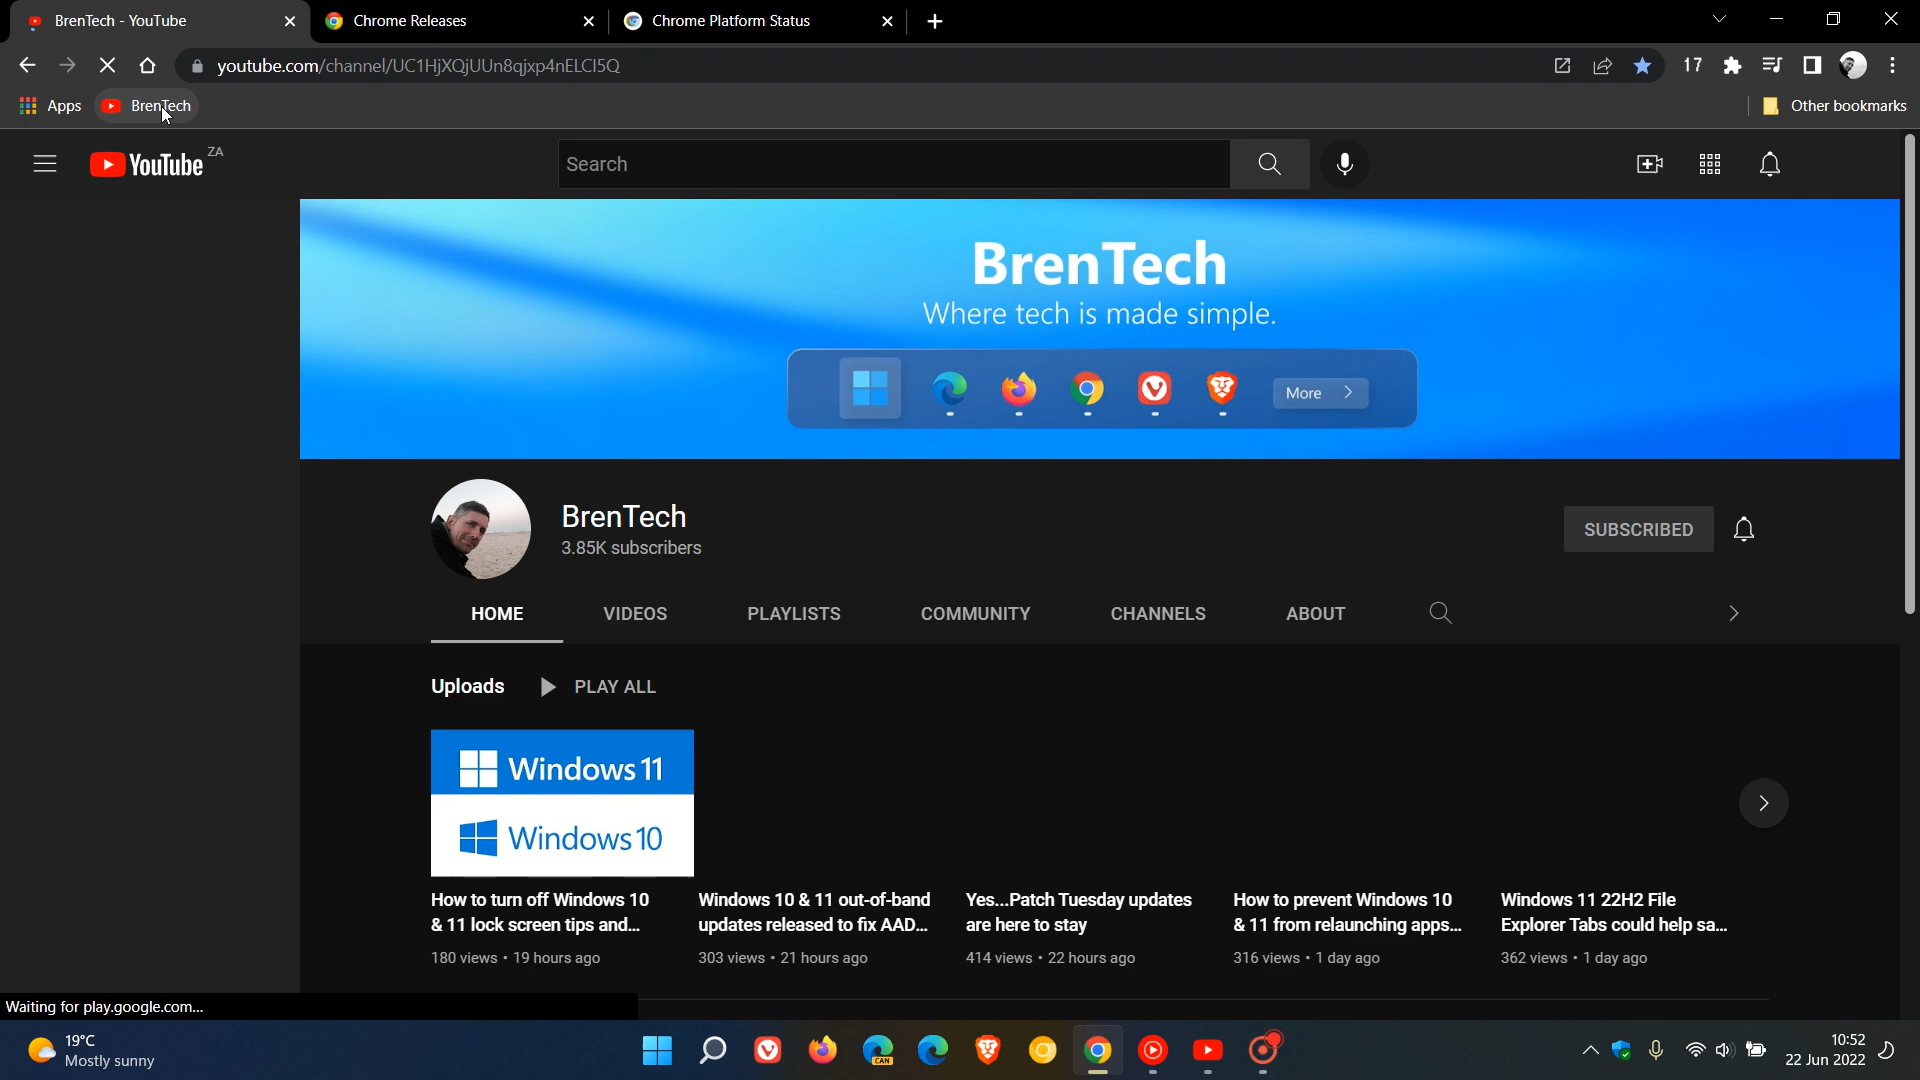 BrenTech - YouTube
Chrome Releases
Chrome Platform Status
youtube.com/channel/UC1HjXQjUUn8qjxp4nELCI5Q
17
Apps
BrenTech
Other bookmarks
YouTube ZA
Search
BrenTech
Where tech is made simple.
More
BrenTech
3.85K subscribers
SUBSCRIBED
HOME VIDEOS PLAYLISTS COMMUNITY CHANNELS ABOUT
Uploads PLAY ALL
Windows 11
Windows 10
How to turn off Windows 10
& 11 lock screen tips and...
180 views • 19 hours ago
Windows 10 & 11 out-of-band
updates released to fix AAD...
303 views • 21 hours ago
Yes...Patch Tuesday updates
are here to stay
414 views • 22 hours ago
How to prevent Windows 10
& 11 from relaunching apps...
316 views • 1 day ago
Windows 11 22H2 File
Explorer Tabs could help sa...
362 views • 1 day ago
Waiting for play.google.com...
19°C
Mostly sunny
CAN
10:52
22 Jun 2022